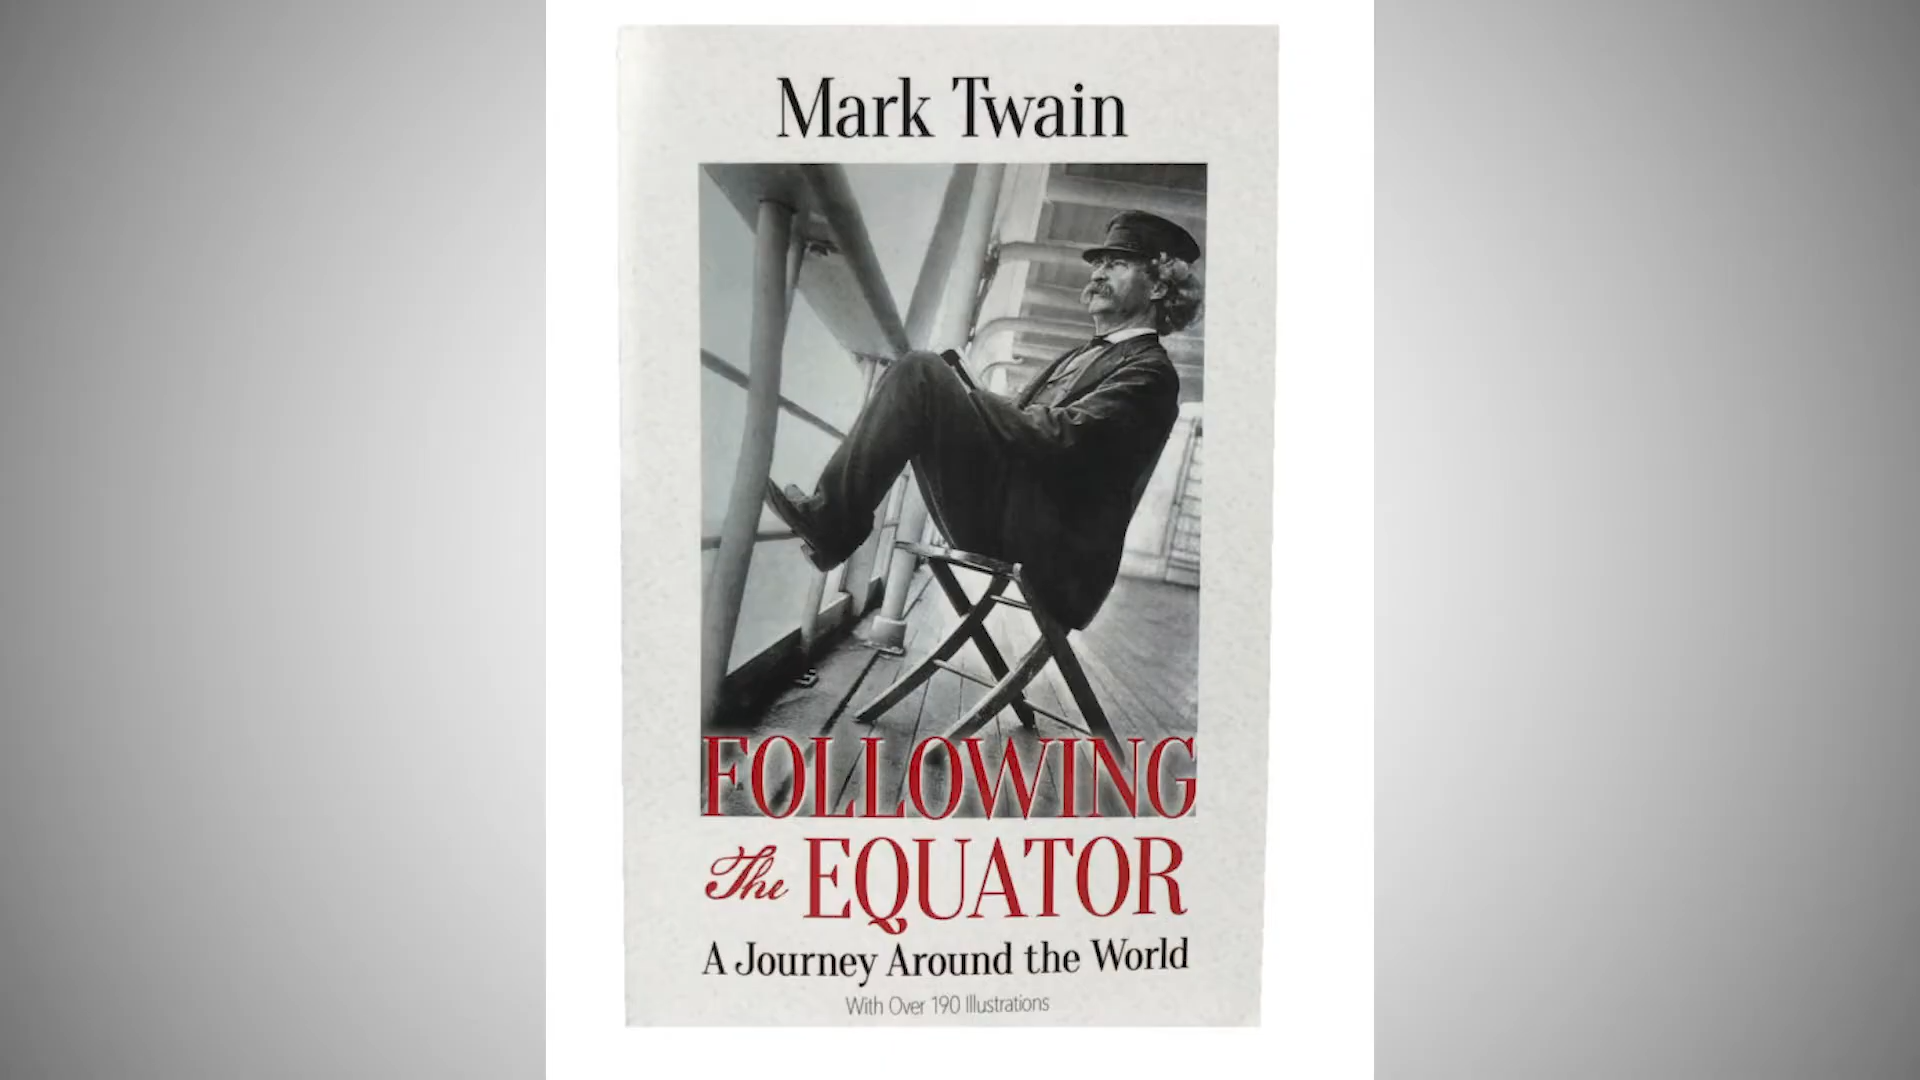 Mark Twain
FOLLOWING
The EQUATOR
A Journey Around the World
With Over 190 Illustrations